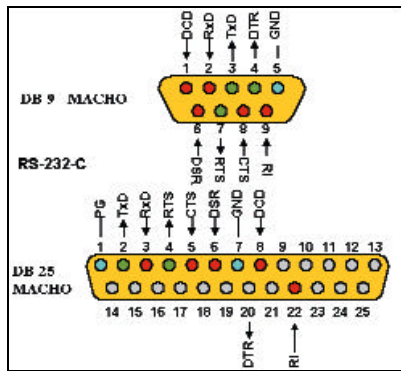 DCD RxD TxD DTR GND
1 2 3 4 5
DB 9 MACHO
6 7 8 9
RS-232-C
DSR RTS CTS RI
PG TxD RxD RTS CTS DSR GND DCD
1 2 3 4 5 6 7 8 9 10 11 12 13
DB 25
MACHO
14 15 16 17 18 19 20 21 22 23 24 25
DTR RI